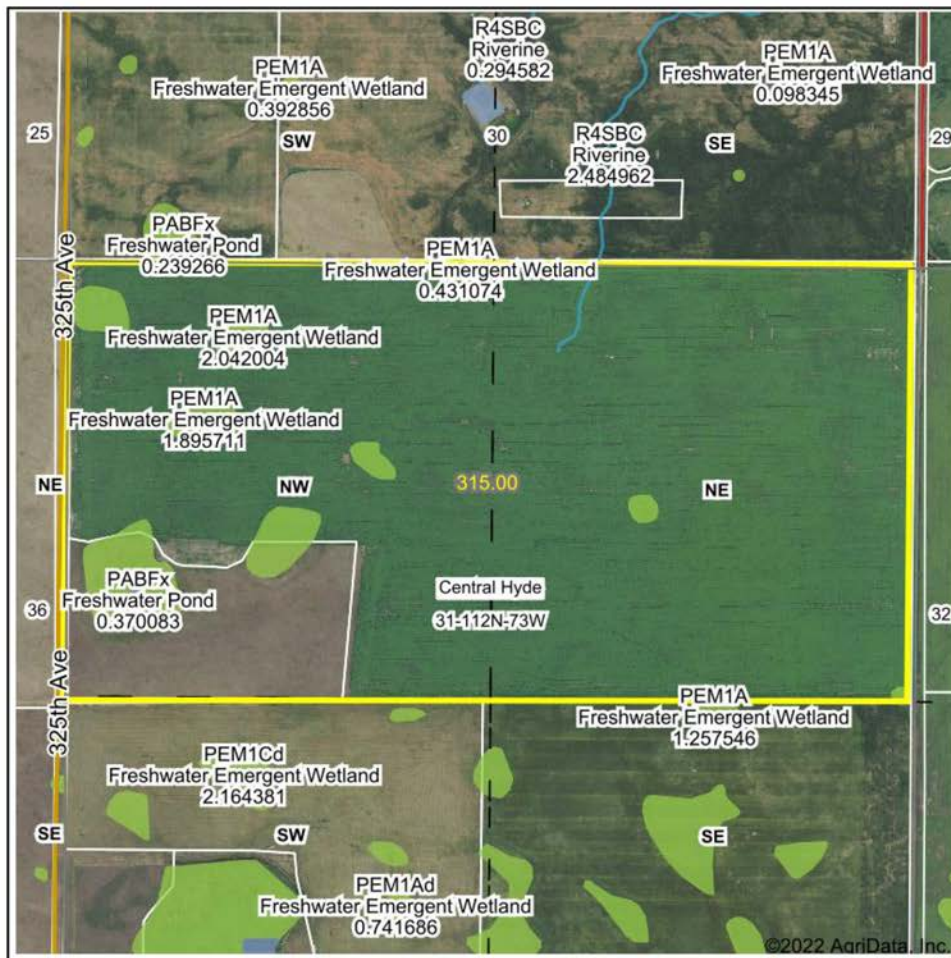 R4SBC
Riverine
0.294582
PEM1A
Freshwater Emergent Wetland
0.392856
PEM1A
Freshwater Emergent Wetland
0.098345
25
SW
30
R4SBC
Riverine
2.484962
SE
29
PABFx
Freshwater Pond
0.239266
325th Ave
PEM1A
Freshwater Emergent Wetland
0.431074
PEM1A
Freshwater Emergent Wetland
2.042004
PEM1A
Freshwater Emergent Wetland
1.895711
NE
NW
315.00
NE
PABFx
Freshwater Pond
0.370083
36
Central Hyde
31-112N-73W
32
325th Ave
PEM1A
Freshwater Emergent Wetland
1.257546
PEM1Cd
Freshwater Emergent Wetland
2.164381
SE
SW
SE
PEM1Ad
Freshwater Emergent Wetland
0.741686
©2022 AgriData, Inc.